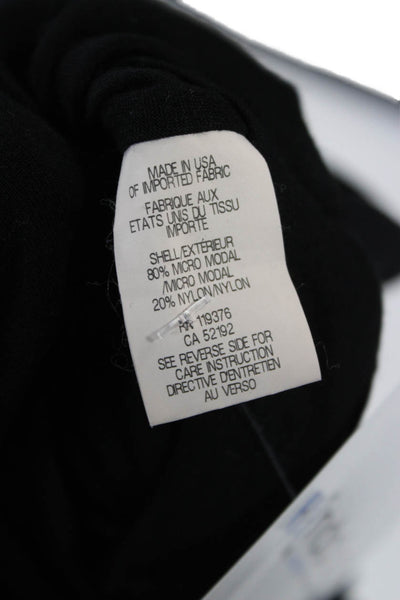 MADE IN USA
OF IMPORTED FABRIC
FABRIQUE AUX
ETATS UNIS DU TISSU
IMPORTE
SHELL/EXTÉRIEUR
80% MICRO MODAL
/MICRO MODAL
20% NYLON/NYLON
RN 119376
CA 52192
SEE REVERSE SIDE FOR
CARE INSTRUCTION
DIRECTIVE D'ENTRETIEN
AU VERSO